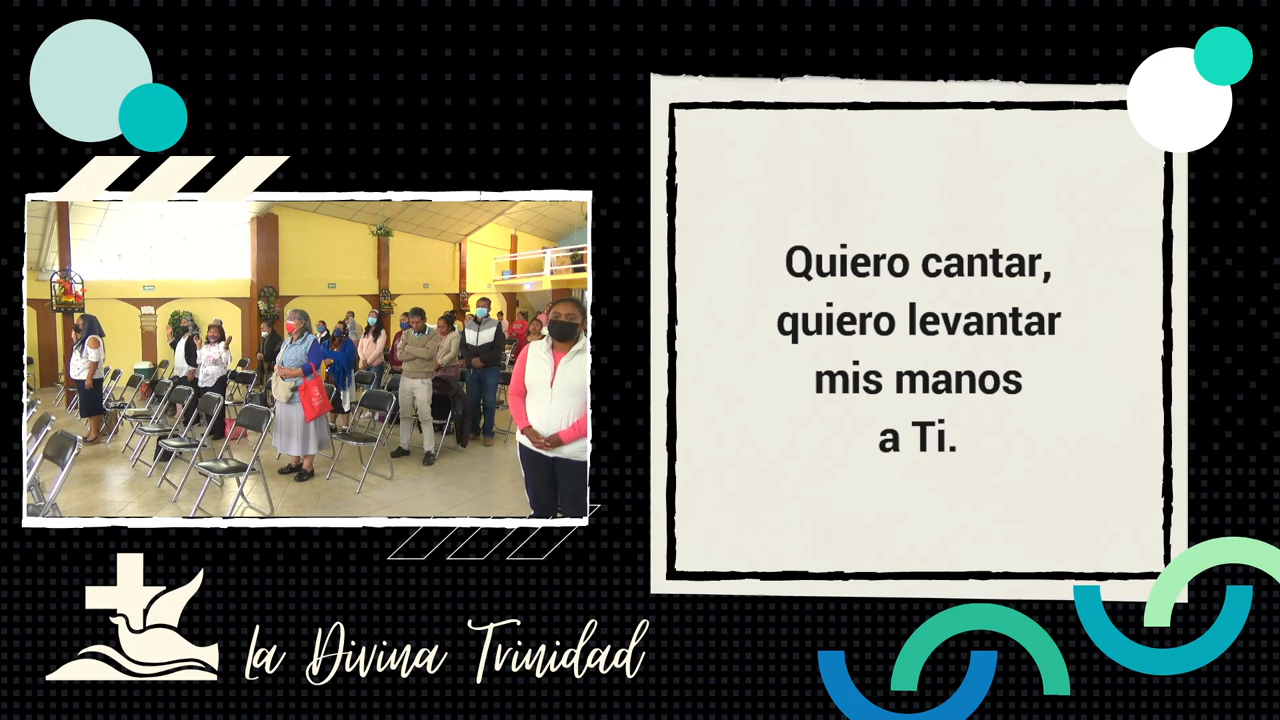 Quiero cantar,
quiero levantar
mis manos
a Ti.
la Divina Trinidad